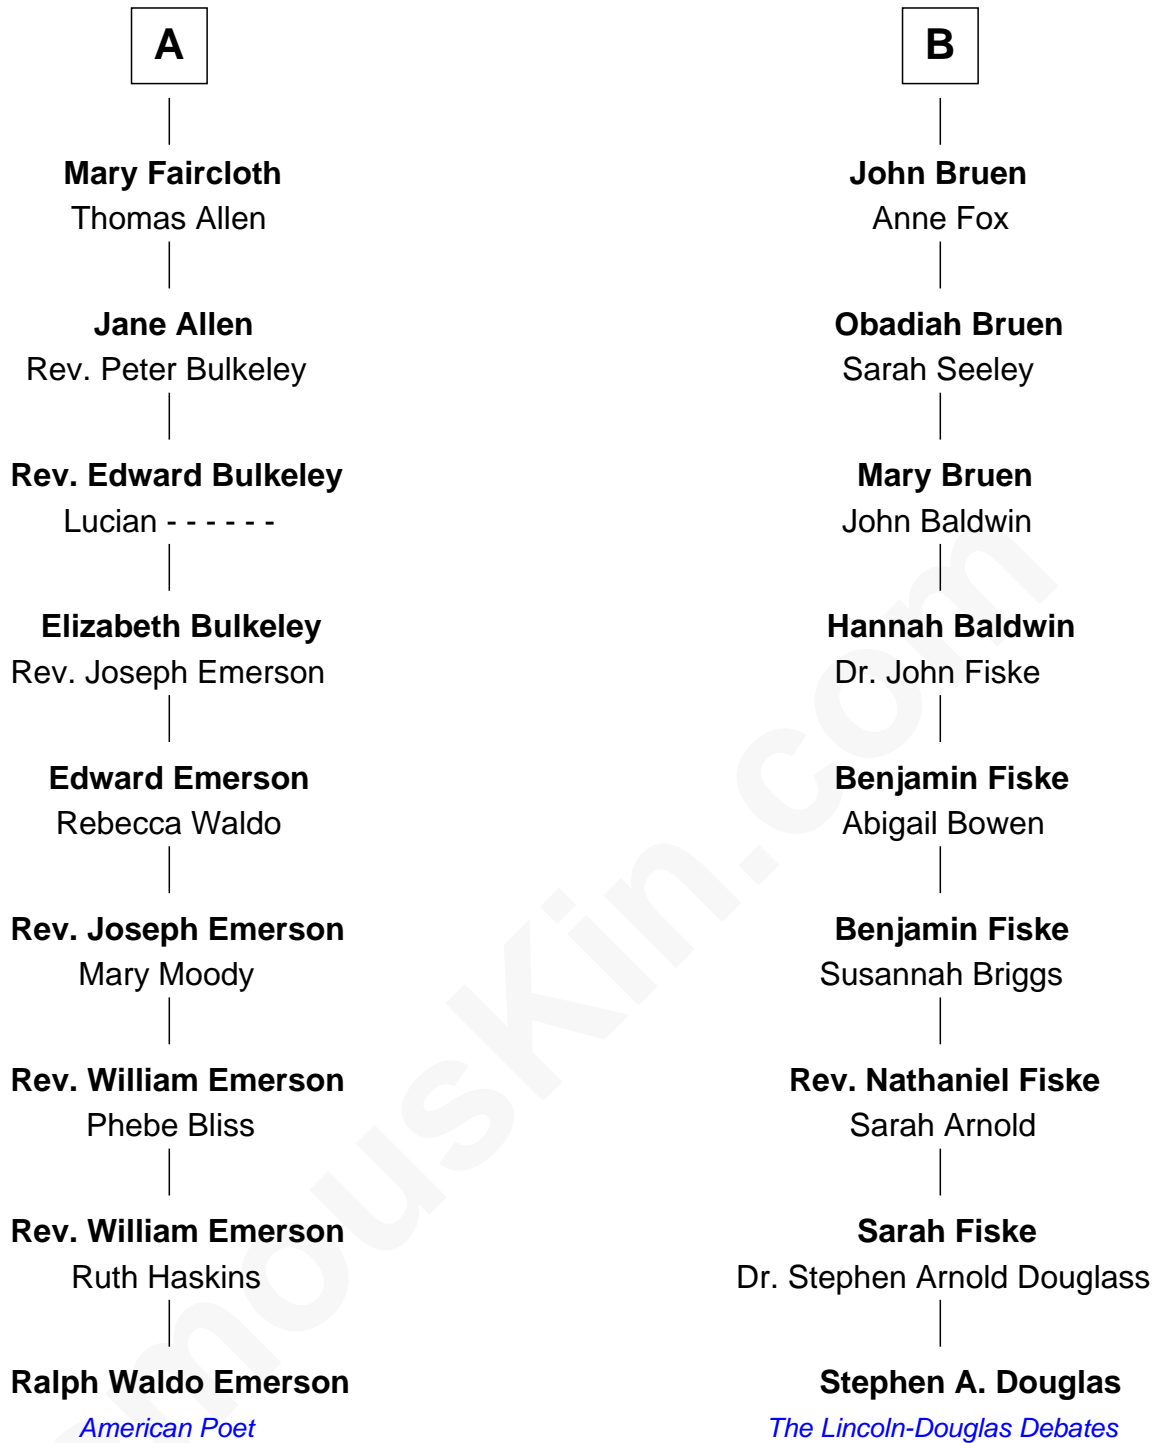 A
Mary Faircloth
Thomas Allen
Jane Allen
Rev. Peter Bulkeley
Rev. Edward Bulkeley
Lucian - - - - - -
Elizabeth Bulkeley
Rev. Joseph Emerson
Edward Emerson
Rebecca Waldo
Rev. Joseph Emerson
Mary Moody
Rev. William Emerson
Phebe Bliss
Rev. William Emerson
Ruth Haskins
Ralph Waldo Emerson
American Poet
B
John Bruen
Anne Fox
Obadiah Bruen
Sarah Seeley
Mary Bruen
John Baldwin
Hannah Baldwin
Dr. John Fiske
Benjamin Fiske
Abigail Bowen
Benjamin Fiske
Susannah Briggs
Rev. Nathaniel Fiske
Sarah Arnold
Sarah Fiske
Dr. Stephen Arnold Douglass
Stephen A. Douglas
The Lincoln-Douglas Debates
mouskin.com